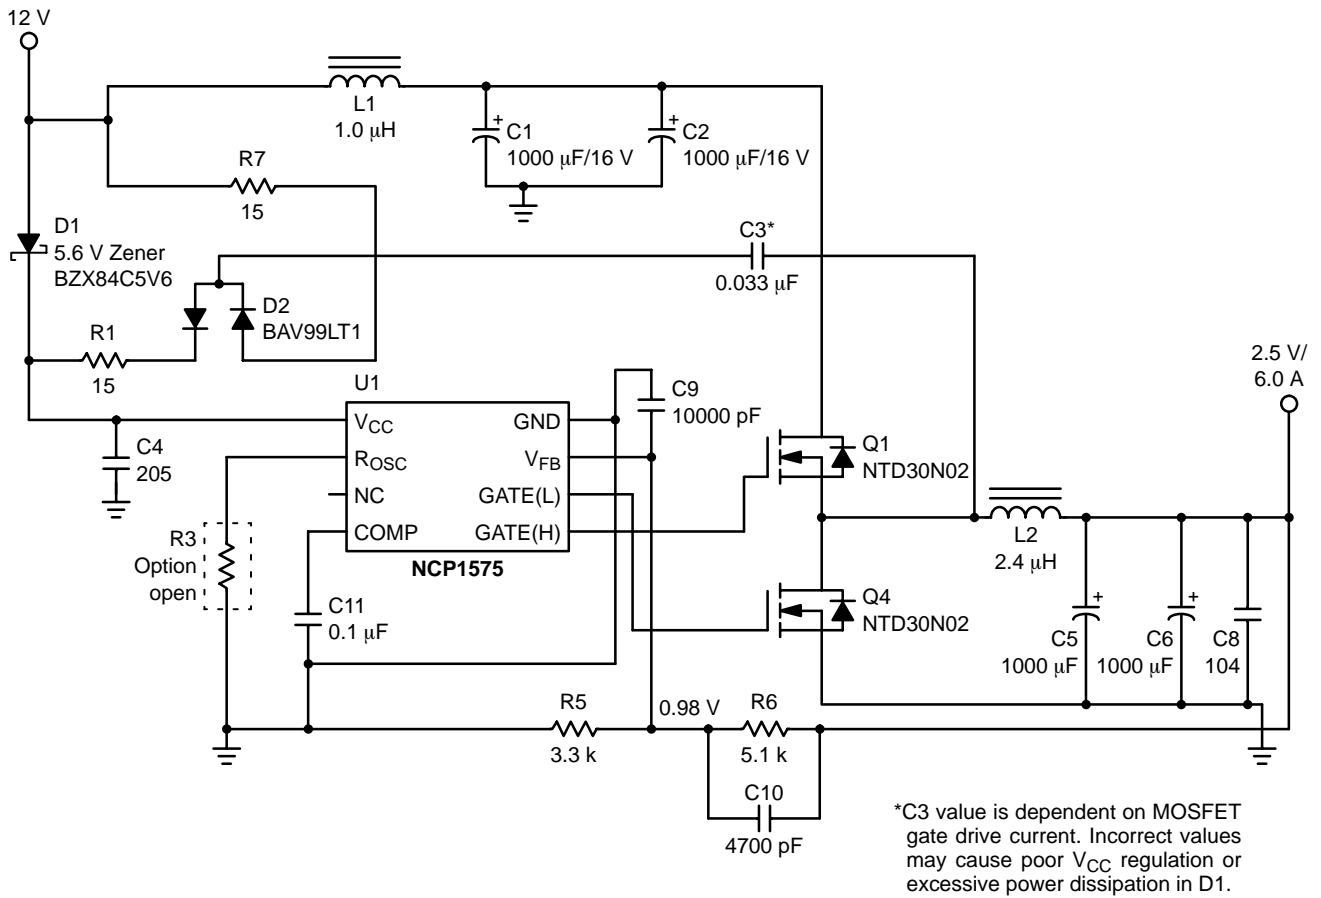 12 V
L1
1.0 μH
C1
1000 μF/16 V
C2
1000 μF/16 V
R7
15
D1
5.6 V Zener
BZX84C5V6
C3*
0.033 μF
D2
BAV99LT1
R1
15
2.5 V/
6.0 A
U1
C9
10000 pF
VCC
GND
C4
205
ROSC
VFB
Q1
NTD30N02
NC
GATE(L)
COMP
GATE(H)
NCP1575
R3
Option
open
L2
2.4 μH
C11
0.1 μF
Q4
NTD30N02
C5
1000 μF
C6
1000 μF
C8
104
R5
3.3 k
0.98 V
R6
5.1 k
C10
4700 pF
*C3 value is dependent on MOSFET
gate drive current. Incorrect values
may cause poor VCC regulation or
excessive power dissipation in D1.